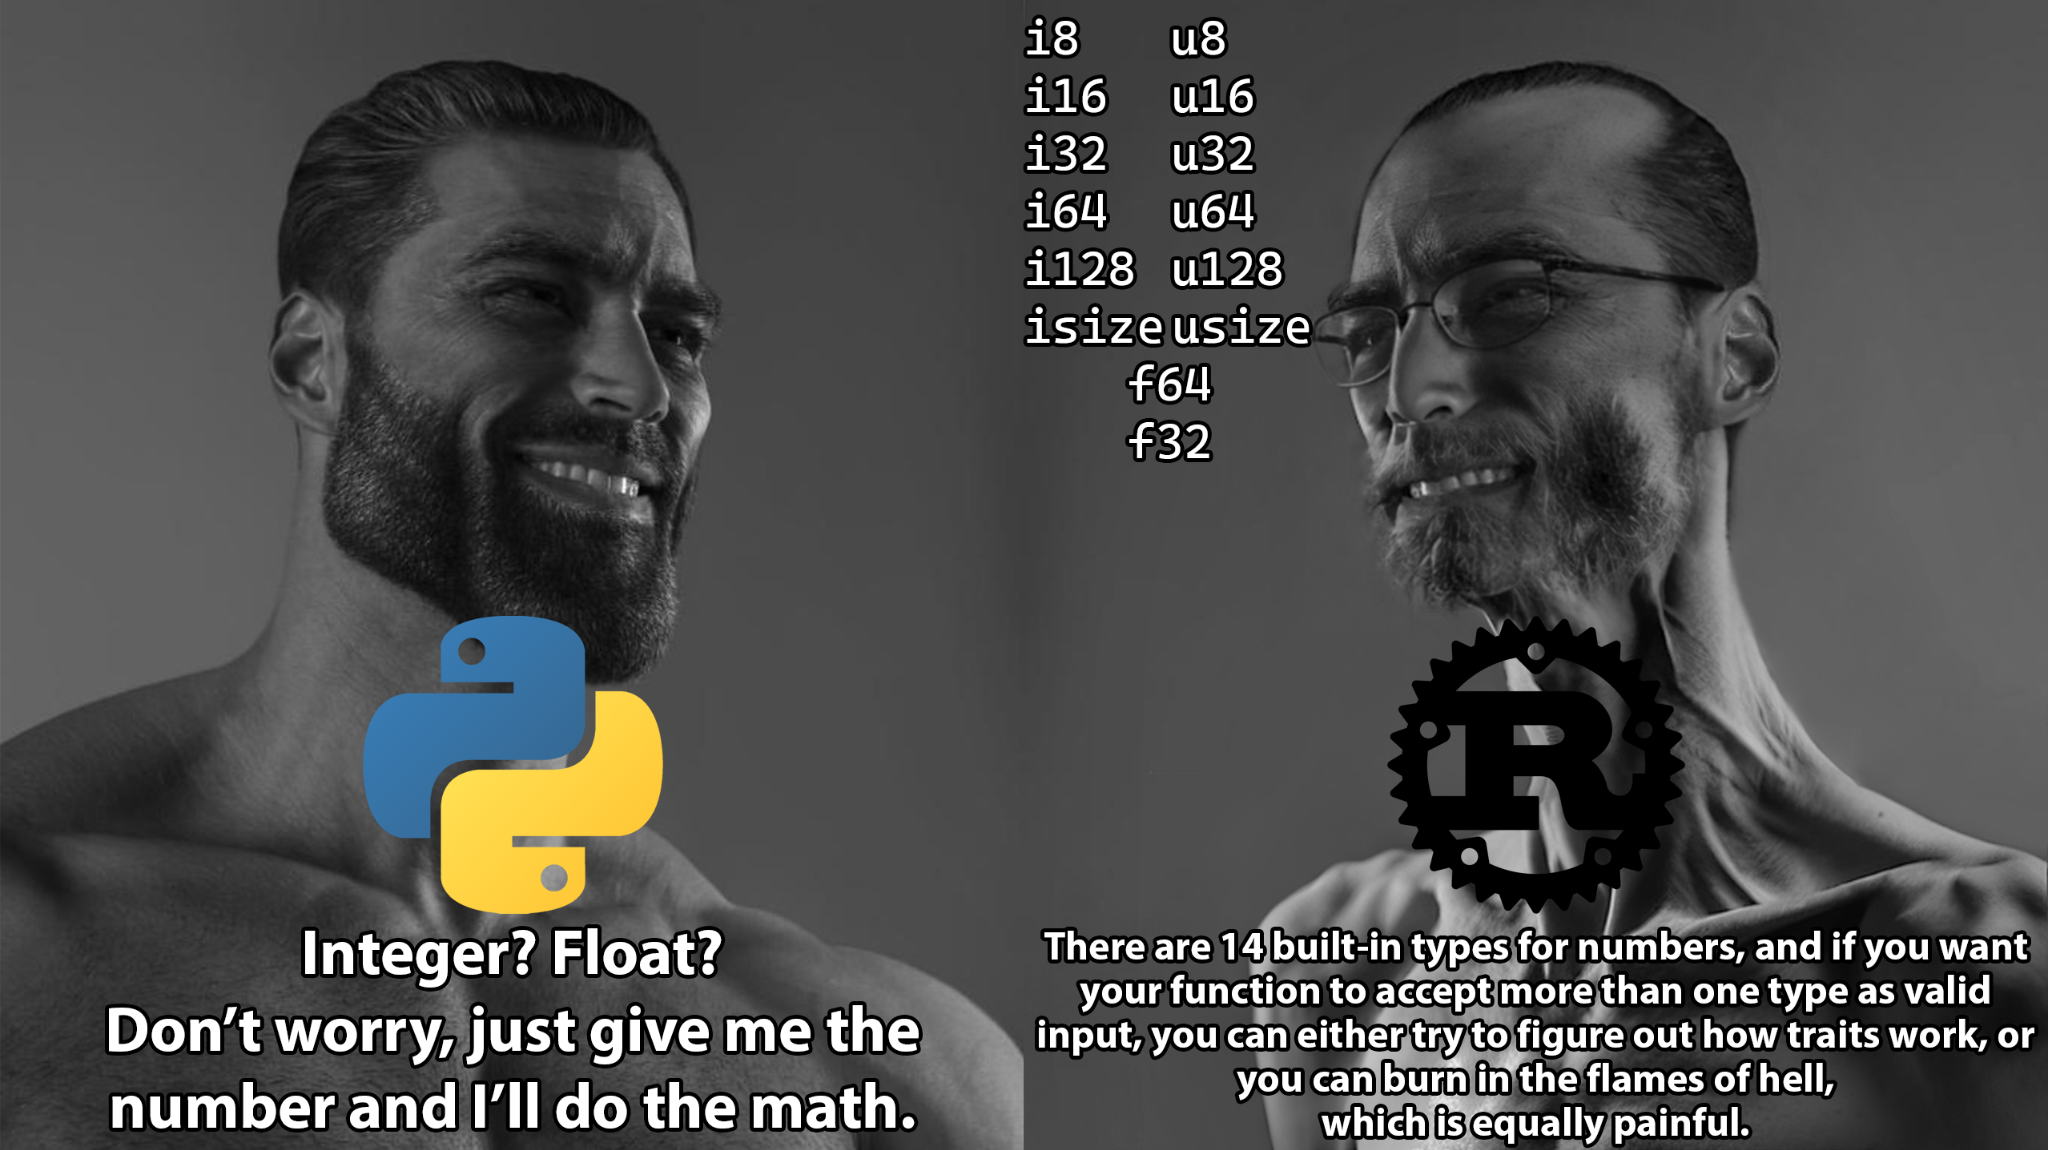 Integer? Float?
Don't worry, just give me the
number and I'll do the math.
i8 u8
i16 u16
i32 u32
i64 u64
i128 u128
isize usize
f64
f32
R
There are 14 built-in types for numbers, and if you want
your function to accept more than one type as valid
input, you can either try to figure out how traits work, or
you can burn in the flames of hell,
which is equally painful.